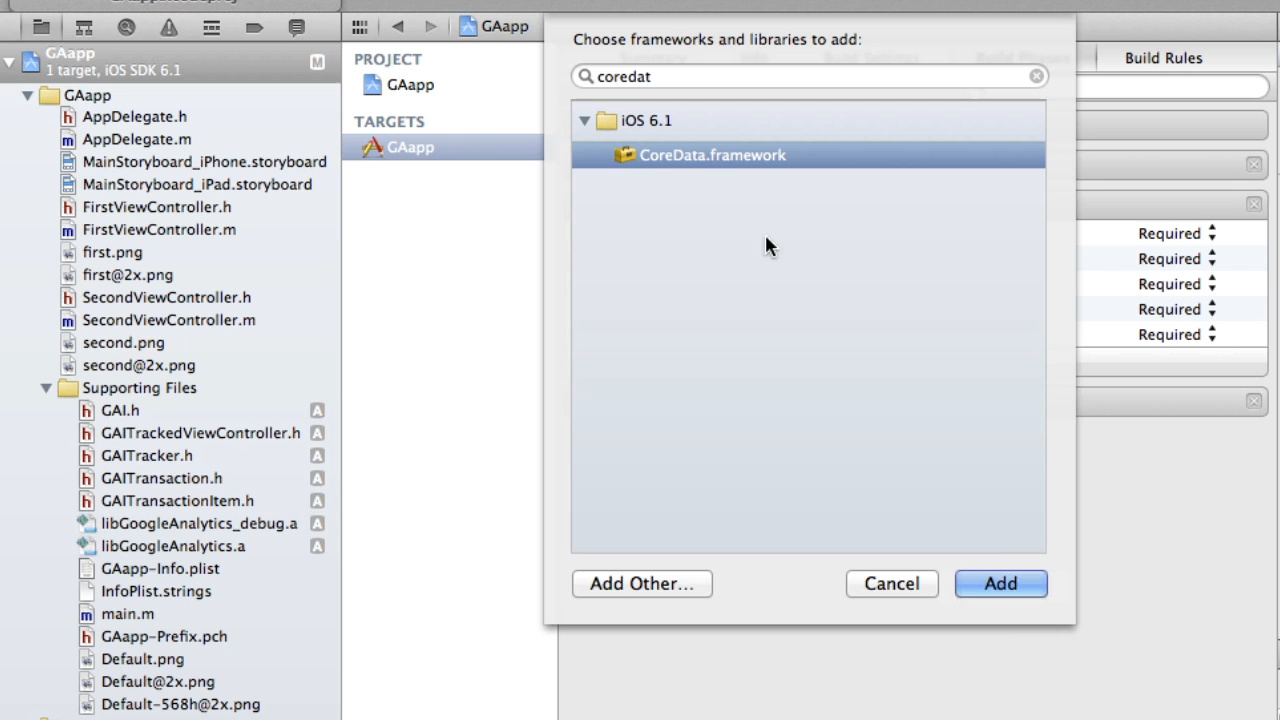 GAapp
1 target, iOS SDK 6.1
M
GAapp
AppDelegate.h
AppDelegate.m
MainStoryboard_iPhone.storyboard
MainStoryboard_iPad.storyboard
FirstViewController.h
FirstViewController.m
first.png
first@2x.png
SecondViewController.h
SecondViewController.m
second.png
second@2x.png
Supporting Files
GAI.h A
GAITrackedViewController.h A
GAITracker.h A
GAITransaction.h A
GAITransactionItem.h A
libGoogleAnalytics_debug.a A
libGoogleAnalytics.a A
GAapp-Info.plist
InfoPlist.strings
main.m
GAapp-Prefix.pch
Default.png
Default@2x.png
Default-568h@2x.png
GAapp
PROJECT
GAapp
TARGETS
GAapp
Choose frameworks and libraries to add:
coredat
iOS 6.1
CoreData.framework
Add Other...
Cancel
Add
Build Rules
Required
Required
Required
Required
Required